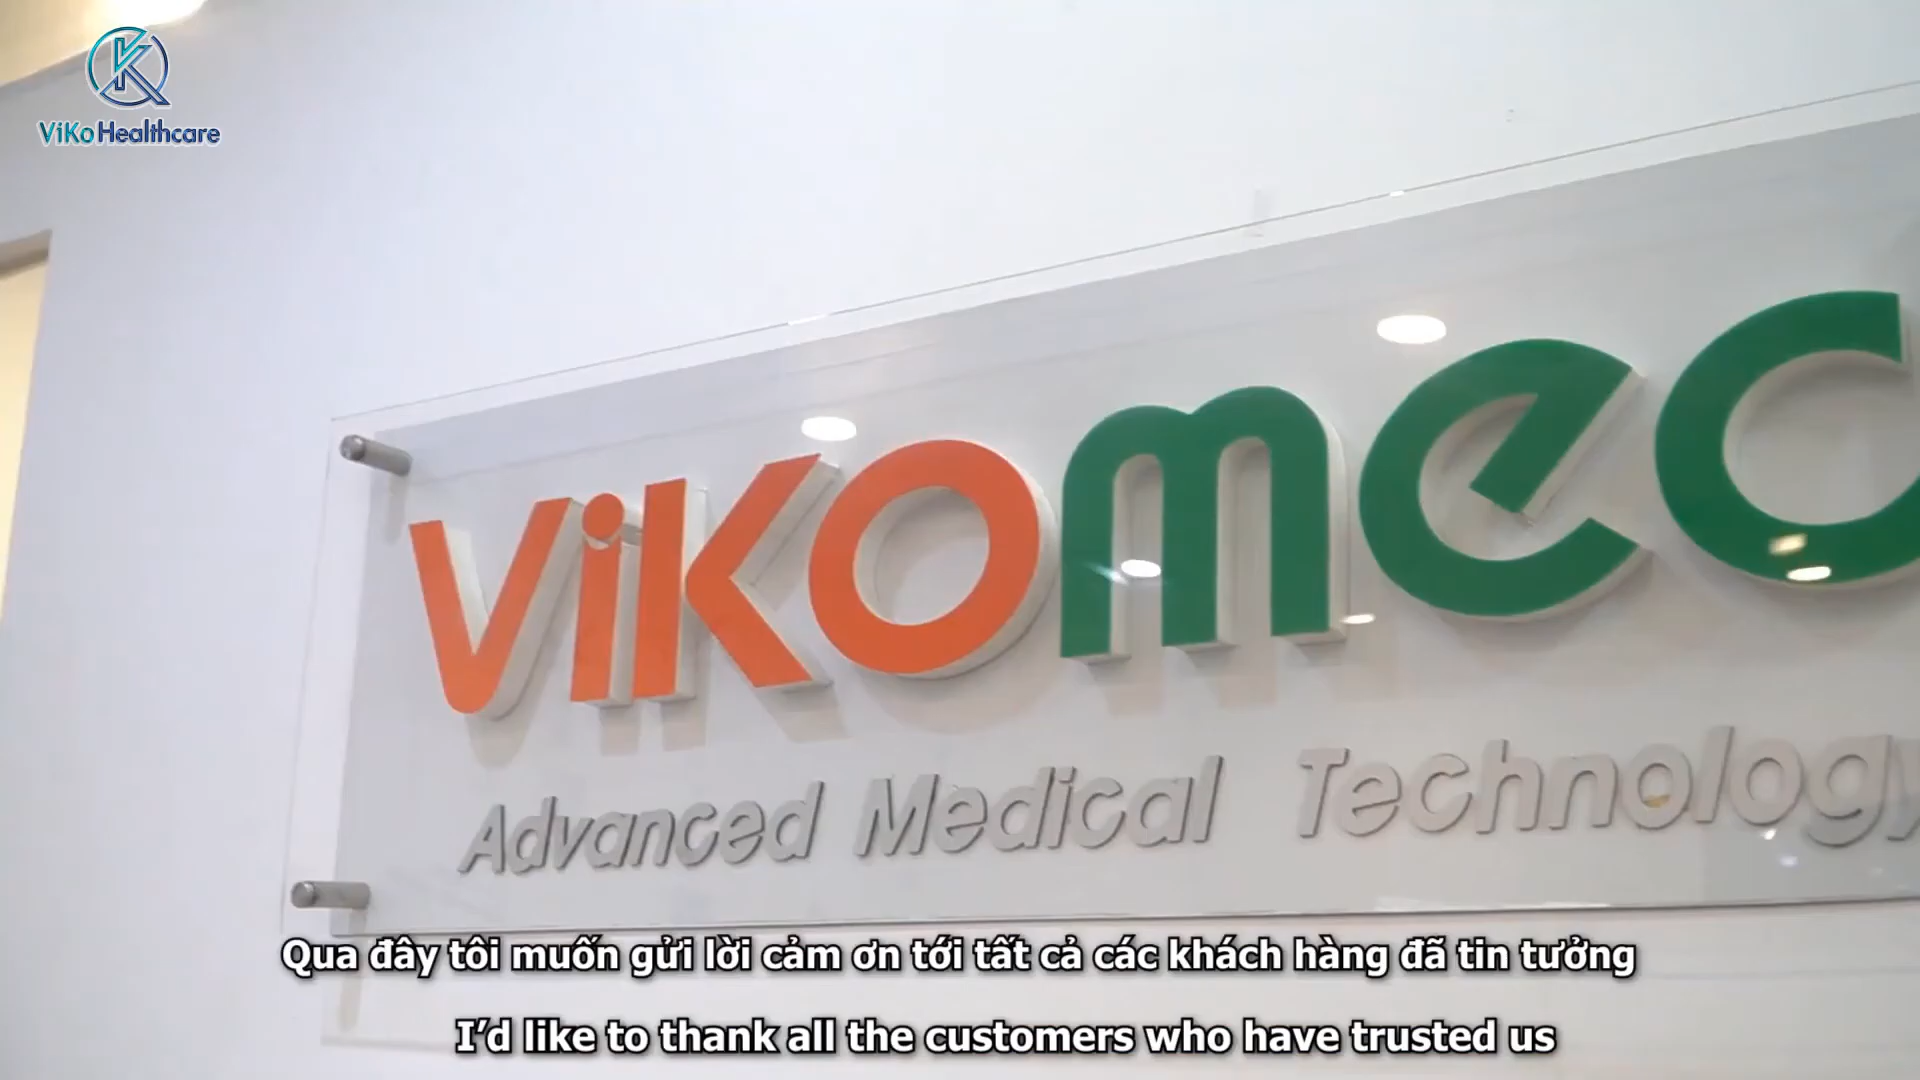 ViKo Healthcare
ViKOmec
Advanced Medical Technology
Qua đây tôi muốn gửi lời cảm ơn tới tất cả các khách hàng đã tin tưởng
I’d like to thank all the customers who have trusted us